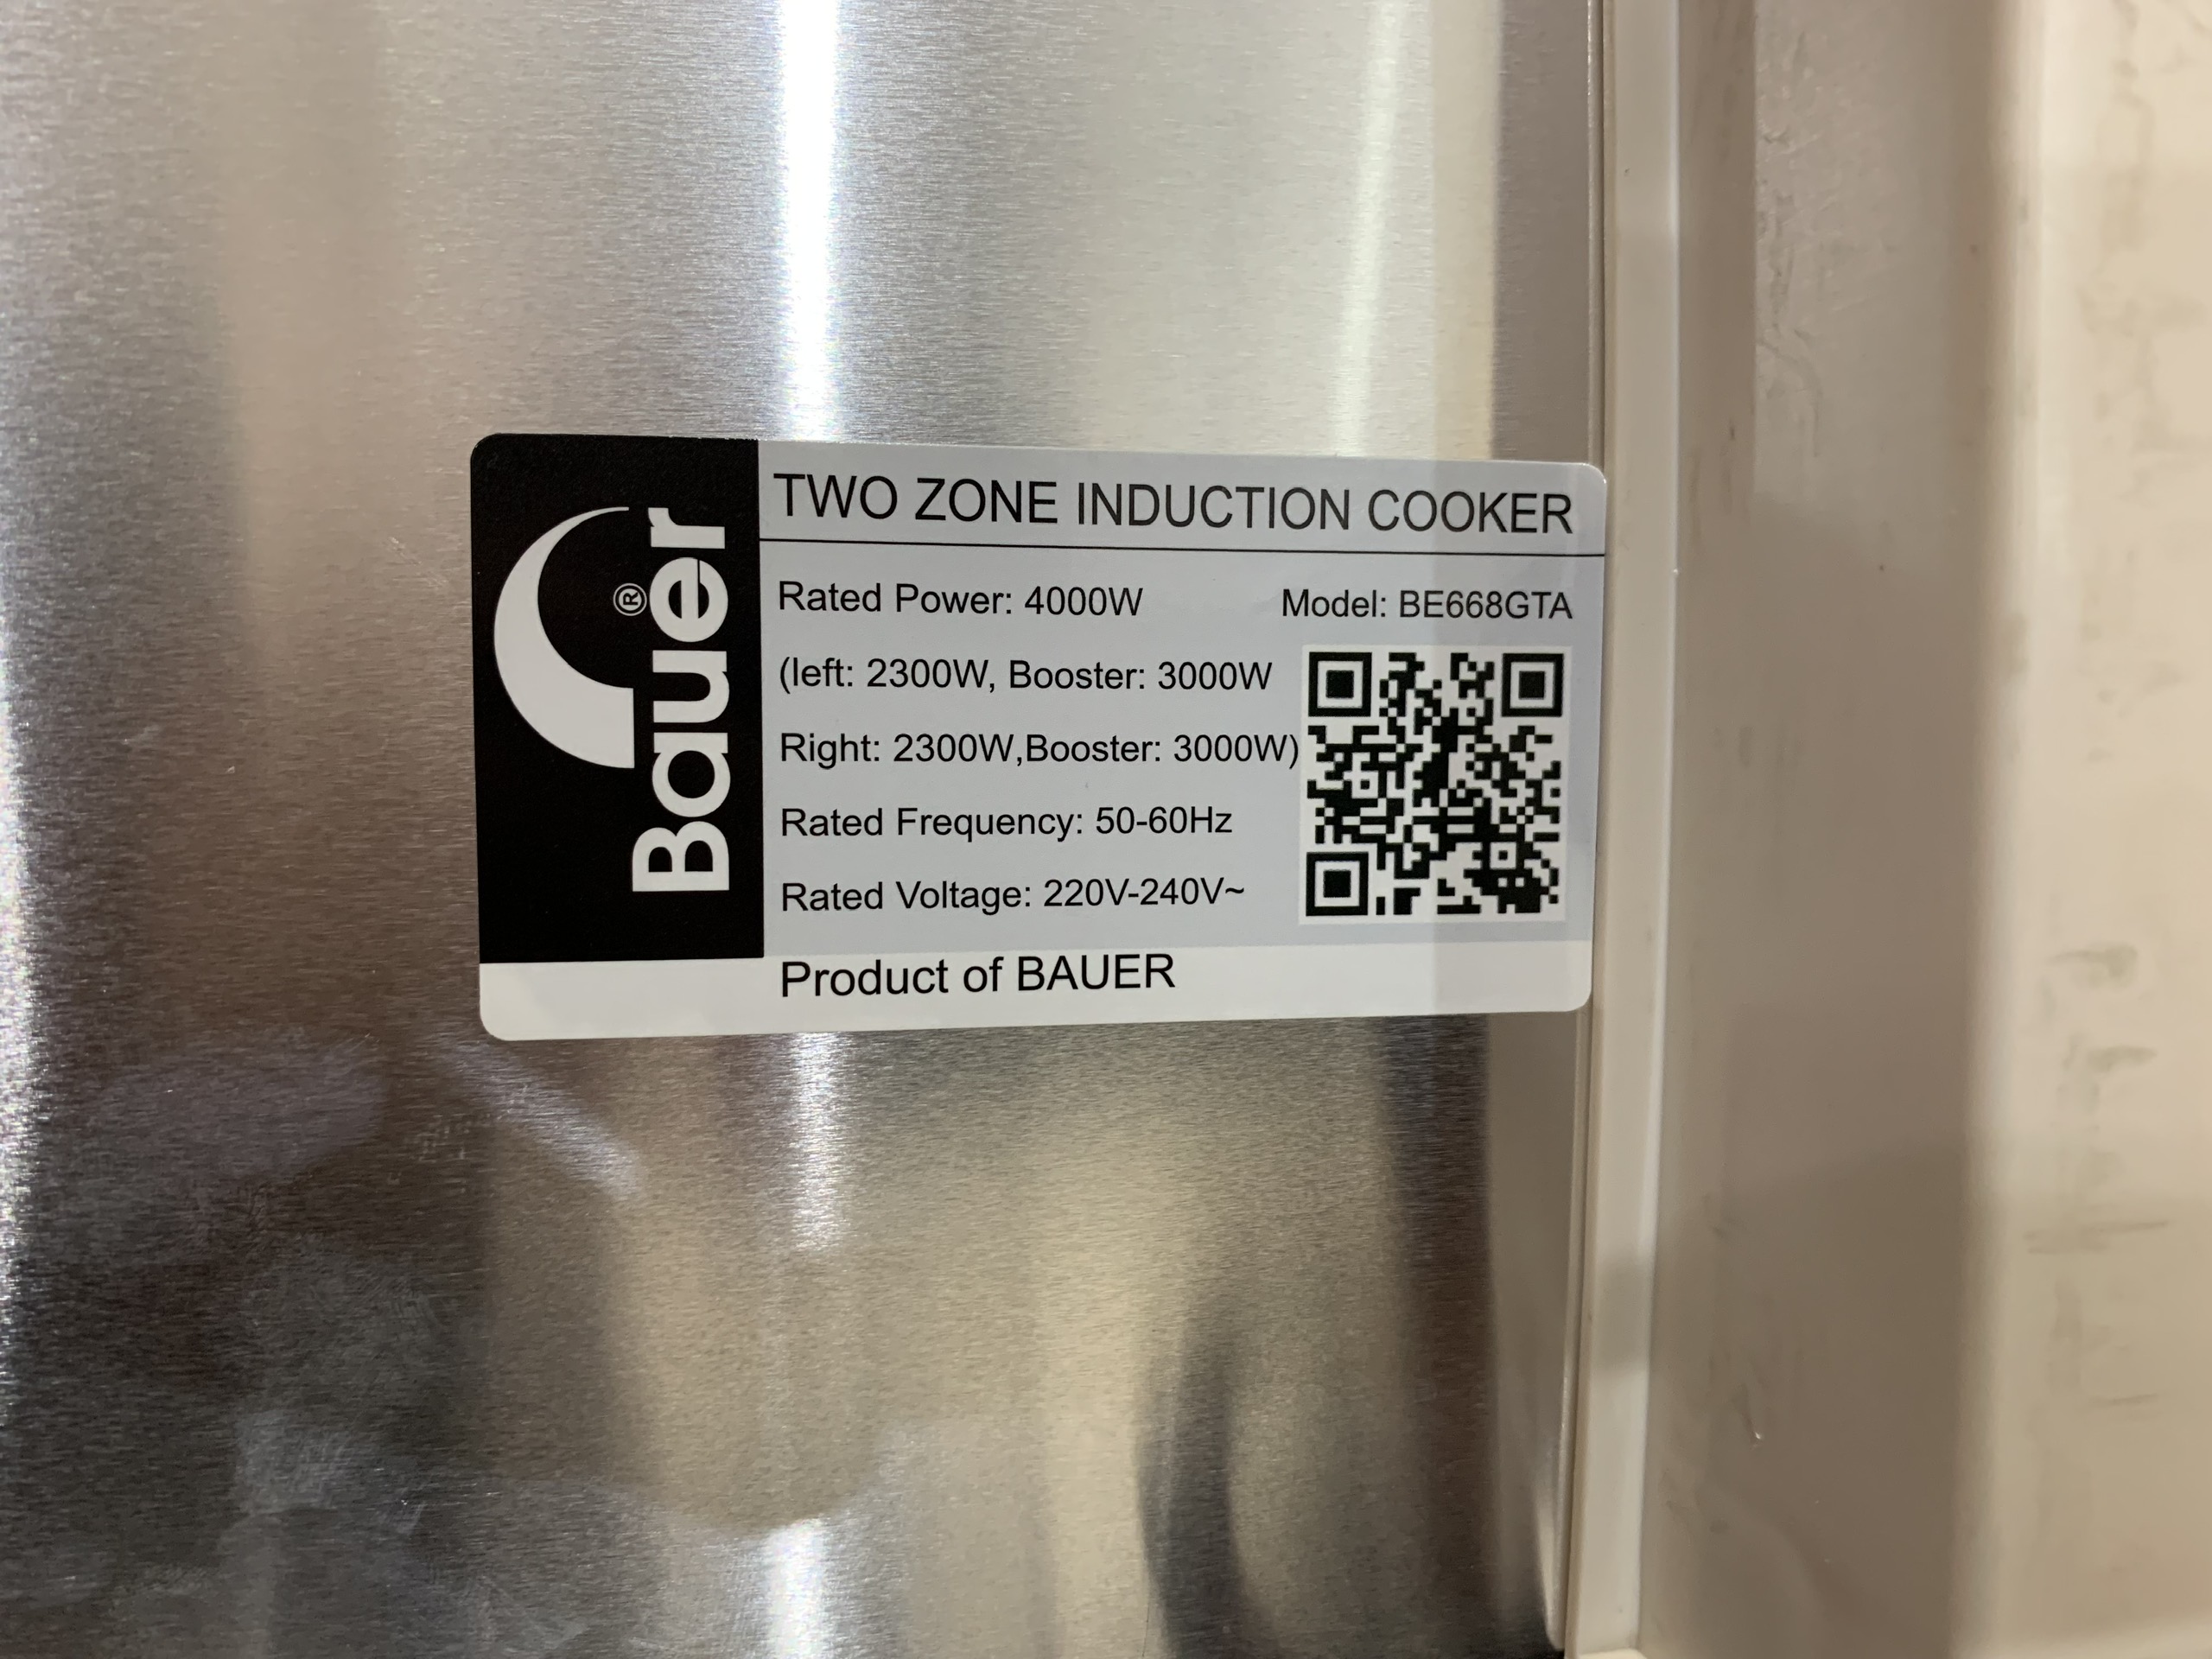 Bauer®
TWO ZONE INDUCTION COOKER
Rated Power: 4000W
Model: BE668GTA
(left: 2300W, Booster: 3000W
Right: 2300W,Booster: 3000W)
Rated Frequency: 50-60Hz
Rated Voltage: 220V-240V~
Product of BAUER